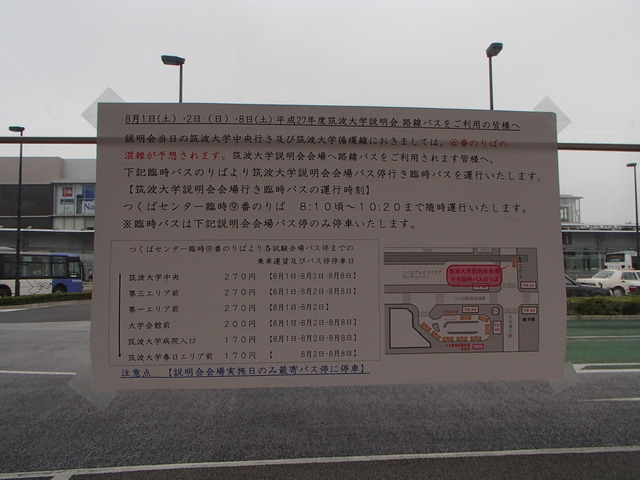 8月1日(土)・2日(日)・8日(土)平成27年度筑波大学説明会 路線バスをご利用の皆様へ
説明会当日の筑波大学中央行き及び筑波大学循環線におきましては、⑥番のりばの
混雑が予想されます。筑波大学説明会会場へ路線バスをご利用されます皆様へ、
下記臨時バスのりばより筑波大学説明会会場バス停行き臨時バスを運行いたします。
【筑波大学説明会会場行き臨時バスの運行時刻】
つくばセンター臨時⑨番のりば 8:10頃~10:20まで随時運行いたします。
※臨時バスは下記説明会会場バス停のみ停車いたします。
つくばセンター臨時⑨番のりばより各試験会場バス停までの
乗車運賃及びバス停停車日
筑波大学中央 270円 【8月1日-8月2日-8月8日】
第三エリア前 270円 【8月1日-8月2日-8月8日】
第一エリア前 270円 【8月1日-8月2日】
大学会館前 200円 【8月1日-8月2日-8月8日】
筑波大学病院入口 170円 【8月1日-8月2日-8月8日】
筑波大学春日エリア前 170円 【 8月2日-8月8日】
注意点 【説明会会場実施日のみ最寄バス停に停車】
筑波大学説明会会場
行き臨時バスのりば